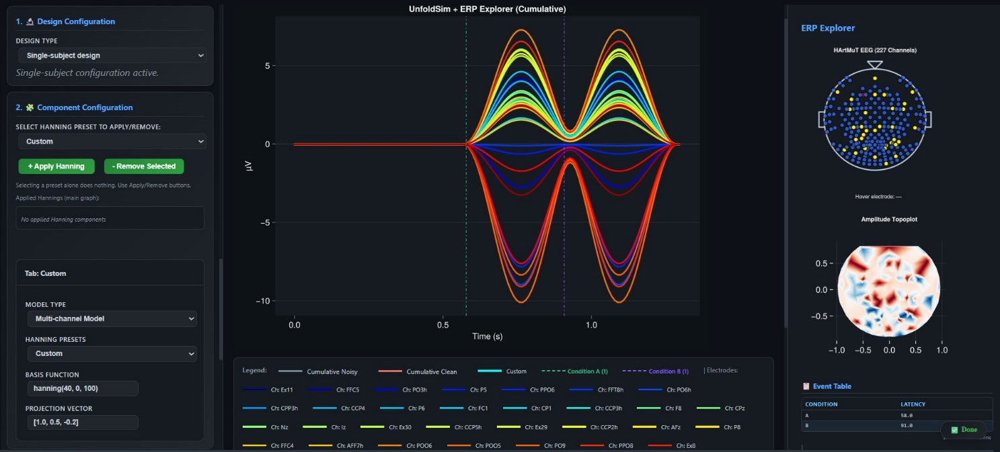 1. 🔬 Design Configuration
DESIGN TYPE
Single-subject design
Single-subject configuration active.
2. 🧩 Component Configuration
SELECT HANNING PRESET TO APPLY/REMOVE:
Custom
+ Apply Hanning
- Remove Selected
Selecting a preset alone does nothing. Use Apply/Remove buttons.
Applied Hannings (main graph):
No applied Hanning components
Tab: Custom
MODEL TYPE
Multi-channel Model
HANNING PRESETS
Custom
BASIS FUNCTION
hanning(40, 0, 100)
PROJECTION VECTOR
[1.0, 0.5, -0.2]
UnfoldSim + ERP Explorer (Cumulative)
5
0
−5
−10
μV
0.0 0.5 1.0
Time (s)
Legend: Cumulative Noisy Cumulative Clean Custom Condition A (1) Condition B (1) | Electrodes:
Ch: Ex11 Ch: FFC5 Ch: PO3h Ch: P5 Ch: PPO6 Ch: FFT8h Ch: PO6h
Ch: CPP3h Ch: CCP4 Ch: P6 Ch: FC1 Ch: CP1 Ch: CCP3h Ch: F8 Ch: CPz
Ch: Nz Ch: Iz Ch: Ex30 Ch: CCP5h Ch: Ex29 Ch: CCP2h Ch: AFz Ch: P8
Ch: FFC4 Ch: AFF7h Ch: POO6 Ch: POO5 Ch: PO9 Ch: PPO8 Ch: Ex8
ERP Explorer
HArtMuT EEG (227 Channels)
Hover electrode: —
Amplitude Topoplot
0.5
0.0
−0.5
−1.0 −0.5 0.0 0.5 1.0
📋 Event Table
CONDITION LATENCY
A 58.0
B 91.0
✅ Done